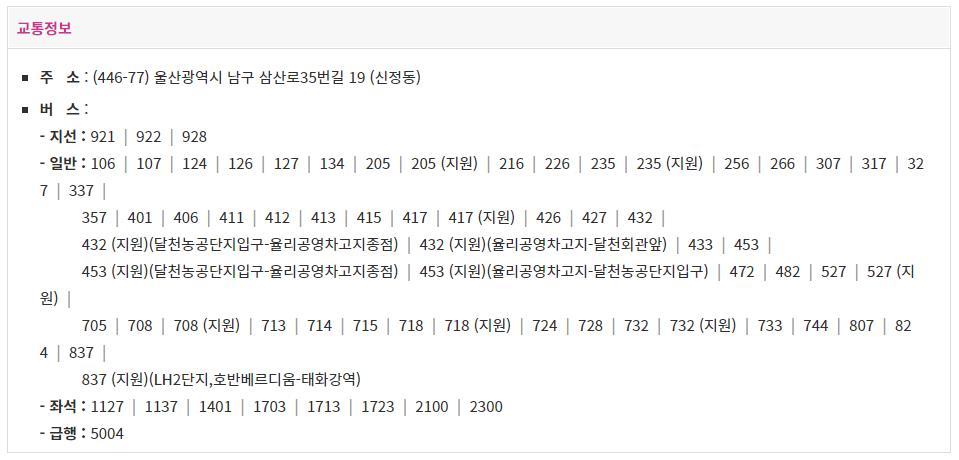 교통정보
■ 주 소 : (446-77) 울산광역시 남구 삼산로35번길 19 (신정동)
■ 버 스 :
- 지선 : 921 | 922 | 928
- 일반 : 106 | 107 | 124 | 126 | 127 | 134 | 205 | 205 (지원) | 216 | 226 | 235 | 235 (지원) | 256 | 266 | 307 | 317 | 32
7 | 337 |
357 | 401 | 406 | 411 | 412 | 413 | 415 | 417 | 417 (지원) | 426 | 427 | 432 |
432 (지원)(달천농공단지입구-율리공영차고지종점) | 432 (지원)(율리공영차고지-달천회관앞) | 433 | 453 |
453 (지원)(달천농공단지입구-율리공영차고지종점) | 453 (지원)(율리공영차고지-달천농공단지입구) | 472 | 482 | 527 | 527 (지
원) |
705 | 708 | 708 (지원) | 713 | 714 | 715 | 718 | 718 (지원) | 724 | 728 | 732 | 732 (지원) | 733 | 744 | 807 | 82
4 | 837 |
837 (지원)(LH2단지,호반베르디움-태화강역)
- 좌석 : 1127 | 1137 | 1401 | 1703 | 1713 | 1723 | 2100 | 2300
- 급행 : 5004